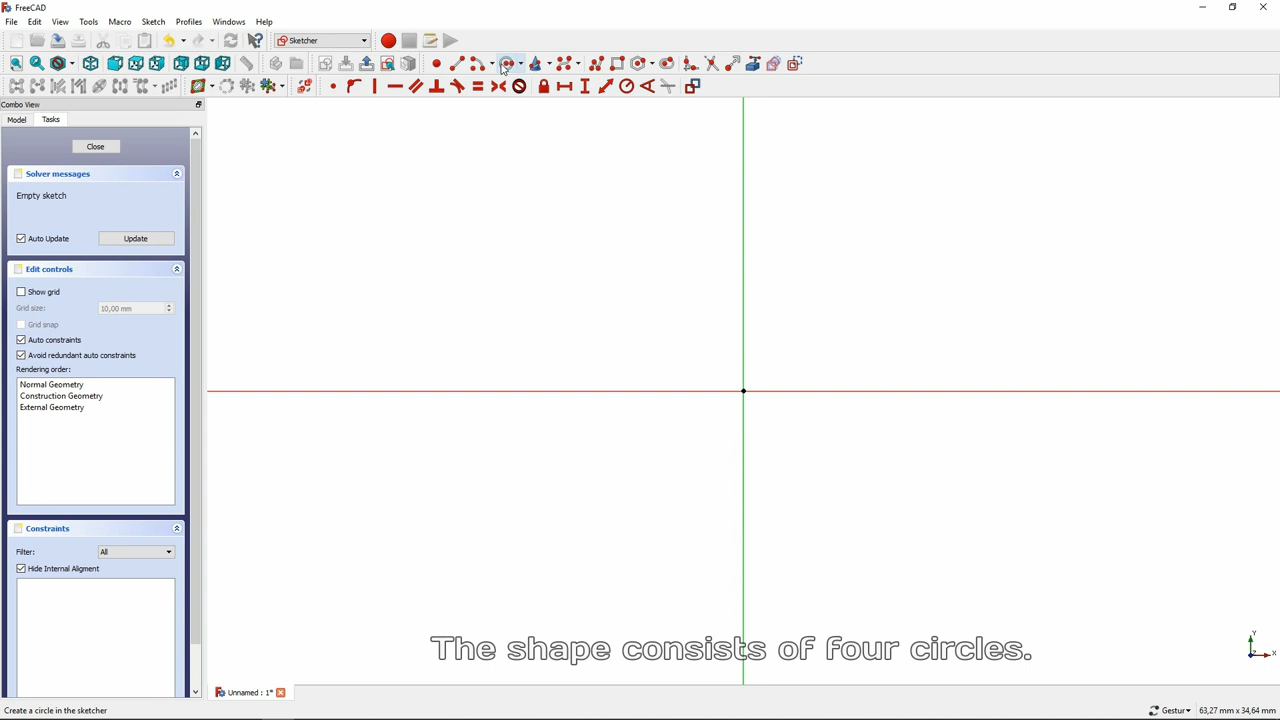 FreeCAD
File Edit View Tools Macro Sketch Profiles Windows Help
Sketcher
Combo View
Model Tasks
Close
Solver messages
Empty sketch
Auto Update Update
Edit controls
Show grid
Grid size: 10,00 mm
Grid snap
Auto constraints
Avoid redundant auto constraints
Rendering order:
Normal Geometry
Construction Geometry
External Geometry
Constraints
Filter: All
Hide Internal Aligment
The shape consists of four circles.
Y
X
Z
Unnamed : 1*
Create a circle in the sketcher
Gestur 63,27 mm x 34,64 mm